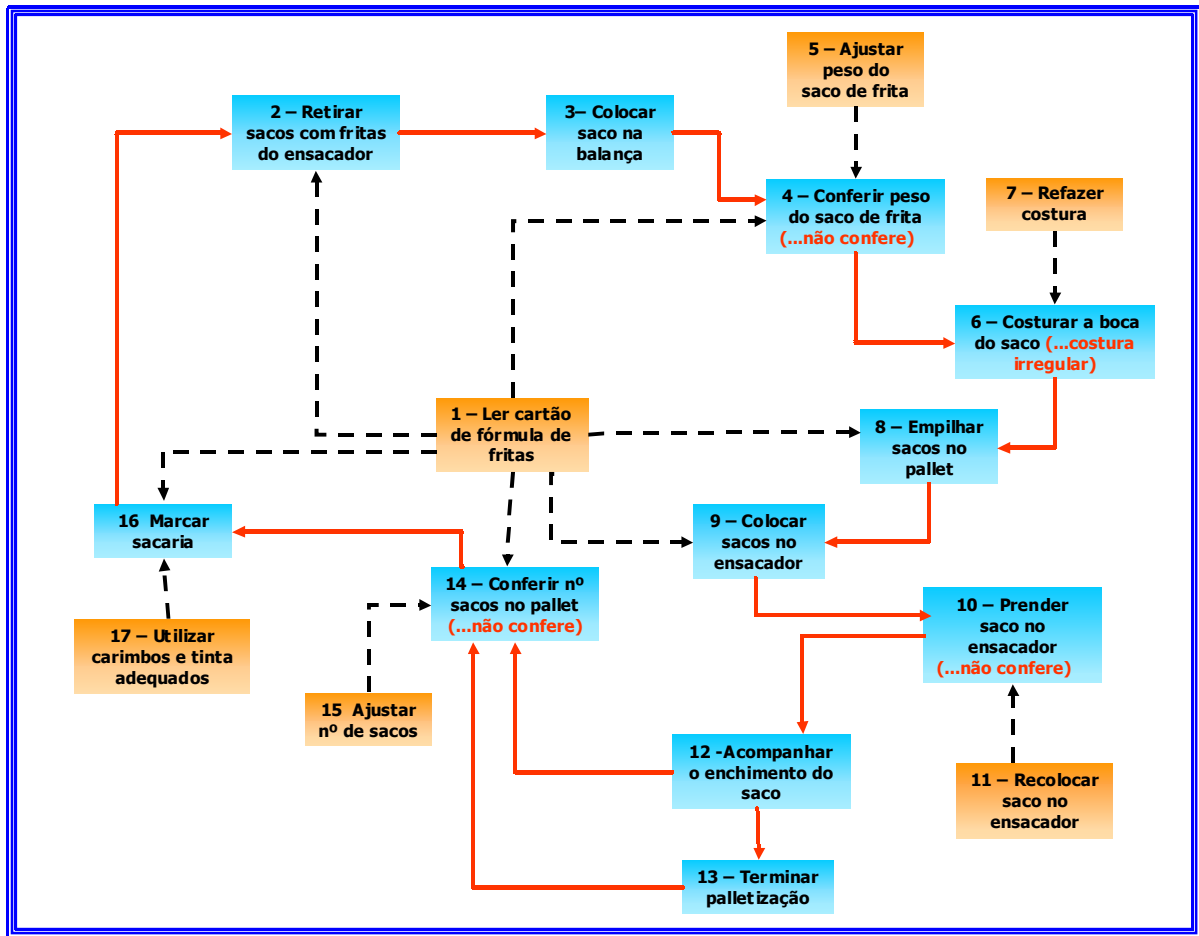 5 – Ajustar
peso do
saco de frita
2 – Retirar
sacos com fritas
do ensacador
3– Colocar
saco na
balança
4 – Conferir peso
do saco de frita
(...não confere)
7 – Refazer
costura
6 – Costurar a boca
do saco (...costura
irregular)
1 – Ler cartão
de fórmula de
fritas
8 – Empilhar
sacos no
pallet
16  Marcar
sacaria
9 – Colocar
sacos no
ensacador
14 – Conferir nº
sacos no pallet
(...não confere)
10 – Prender
saco no
ensacador
(...não confere)
17 – Utilizar
carimbos e tinta
adequados
15  Ajustar
nº de sacos
12 -Acompanhar
o enchimento do
saco
11 – Recolocar
saco no
ensacador
13 – Terminar
palletização